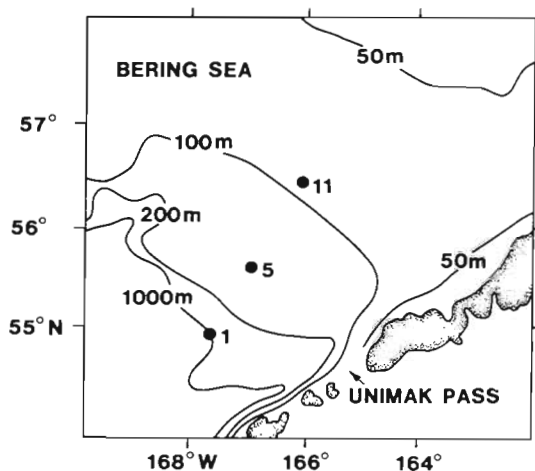 BERING SEA
50m
57°
100m
11
200m
56°
5
50m
1000m
55°N
1
UNIMAK PASS
168°W
166°
164°